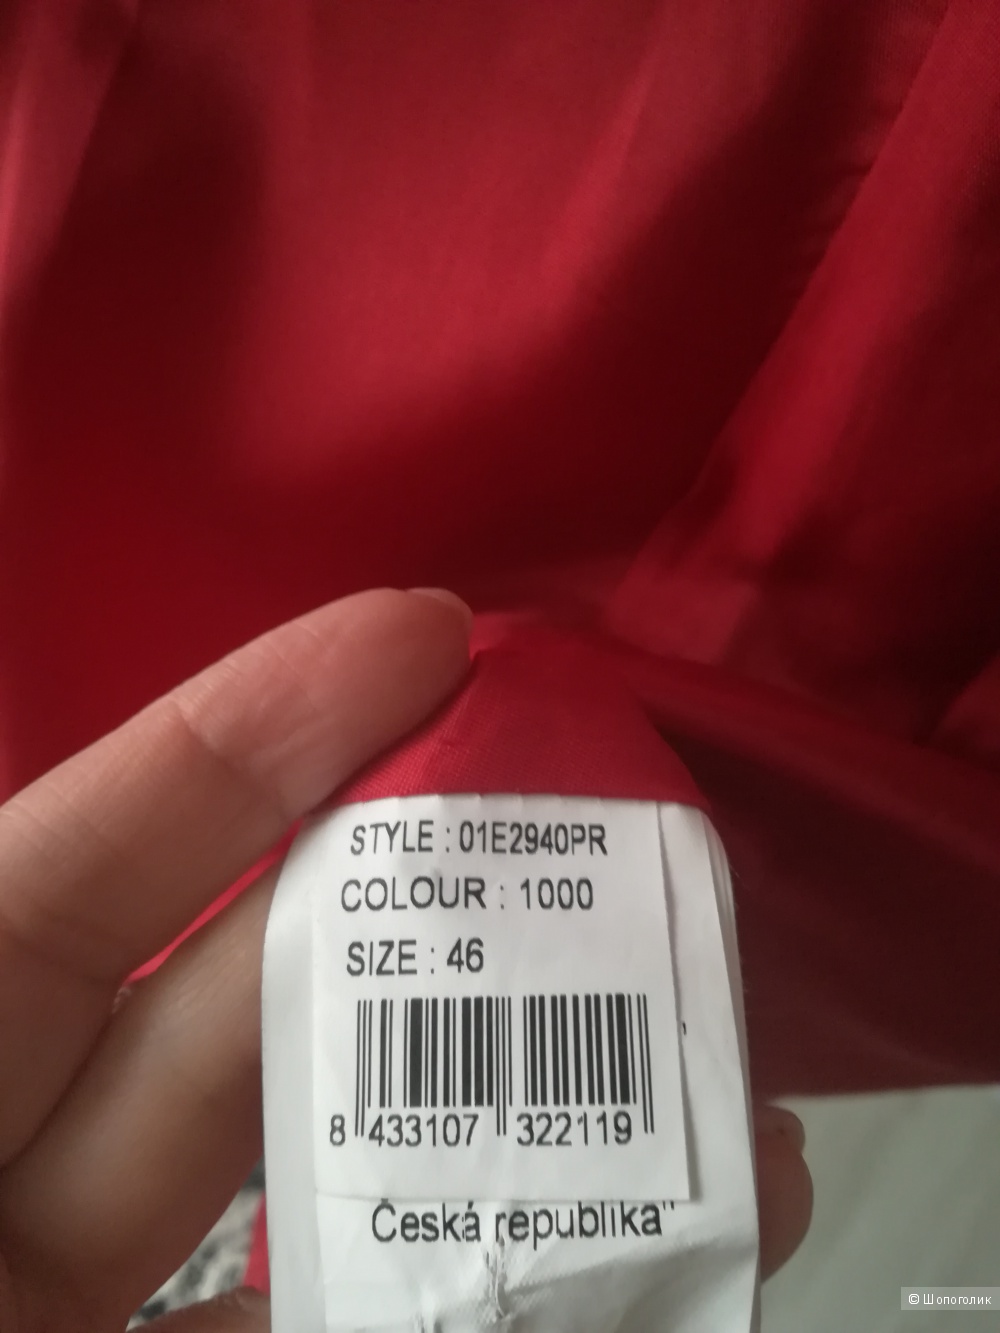 STYLE : 01E2940PR
COLOUR : 1000
SIZE : 46
8 433107 322119
Česká republika"
© Шопоголик